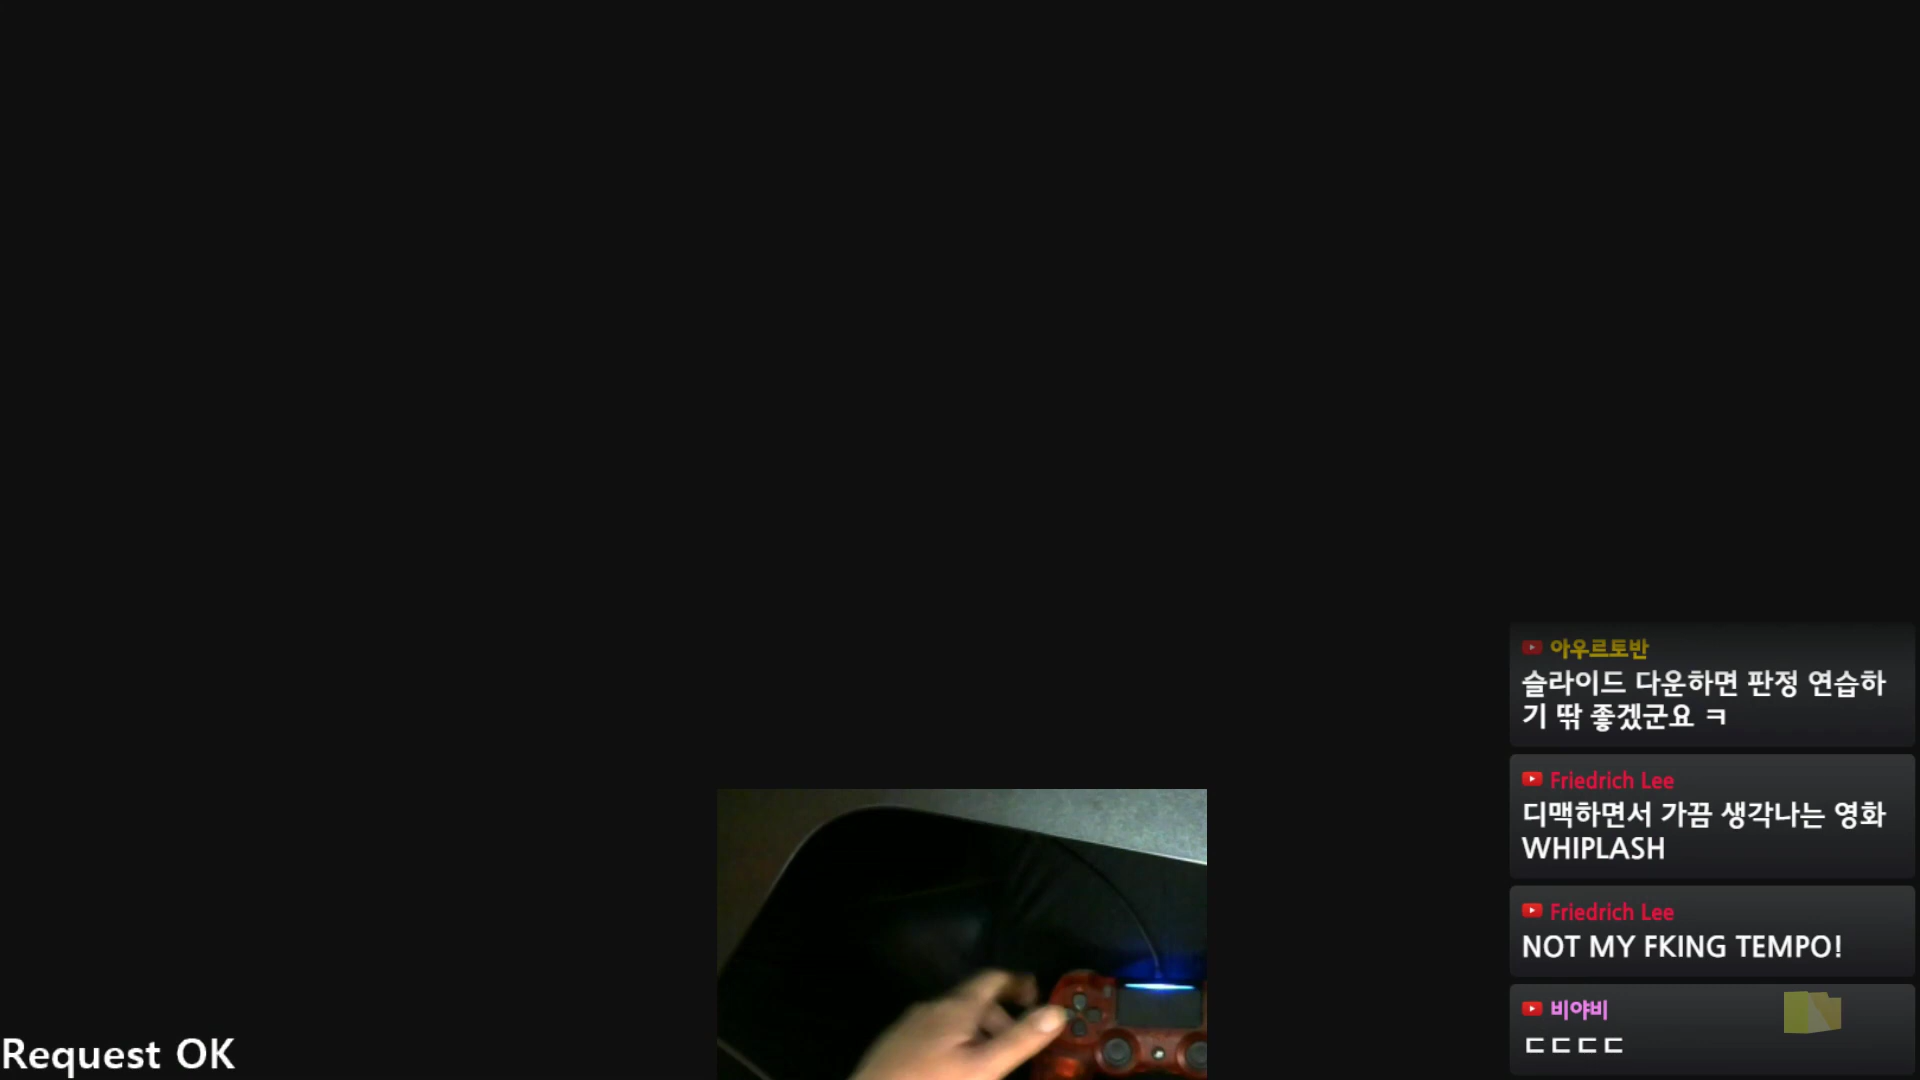 아우르토반
슬라이드 다운하면 판정 연습하
기 딲 좋겠군요 ㅋ
Friedrich Lee
디맥하면서 가끔 생각나는 영화
WHIPLASH
Friedrich Lee
NOT MY FKING TEMPO!
비야비
ㄷㄷㄷㄷ
Request OK